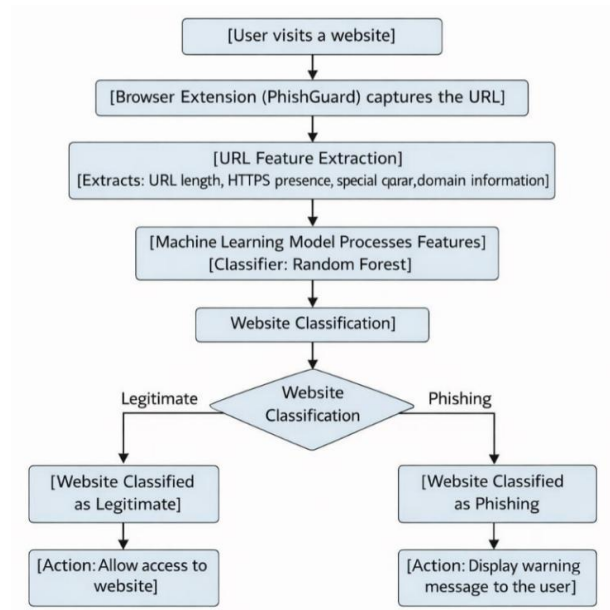 [User visits a website]
[Browser Extension (PhishGuard) captures the URL]
[URL Feature Extraction]
[Extracts: URL length, HTTPS presence, special qɑrar,domain information]
[Machine Learning Model Processes Features]
[Classifier: Random Forest]
Website Classification]
Website
Classification
Legitimate
Phishing
[Website Classified
as Legitimate]
[Website Classified
as Phishing
[Action: Allow access to
website]
[Action: Display warning
message to the user]